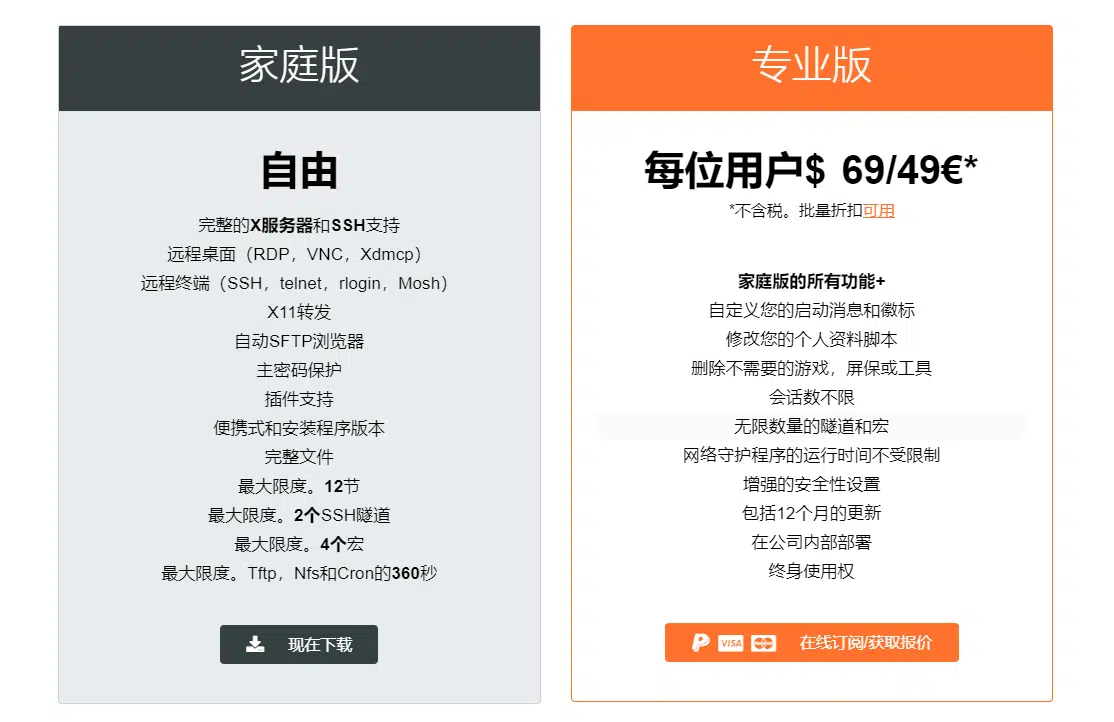 家庭版
自由
完整的X服务器和SSH支持
远程桌面（RDP，VNC，Xdmcp）
远程终端（SSH，telnet，rlogin，Mosh）
X11转发
自动SFTP浏览器
主密码保护
插件支持
便携式和安装程序版本
完整文件
最大限度。12节
最大限度。2个SSH隧道
最大限度。4个宏
最大限度。Tftp，Nfs和Cron的360秒
现在下载
专业版
每位用户$ 69/49€*
*不含税。批量折扣可用
家庭版的所有功能+
自定义您的启动消息和徽标
修改您的个人资料脚本
删除不需要的游戏，屏保或工具
会话数不限
无限数量的隧道和宏
网络守护程序的运行时间不受限制
增强的安全性设置
包括12个月的更新
在公司内部部署
终身使用权
VISA 在线订阅/获取报价